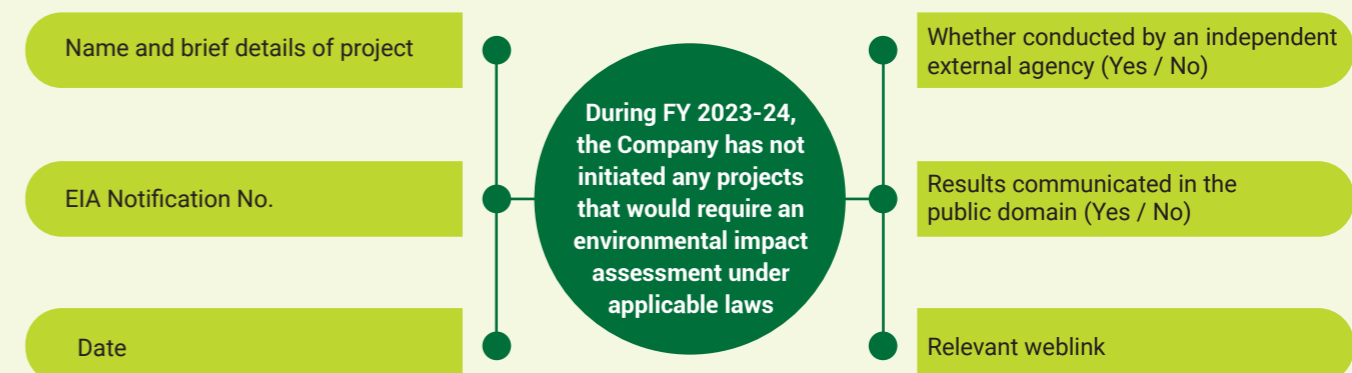 Name and brief details of project
EIA Notification No.
Date
During FY 2023-24,
the Company has not
initiated any projects
that would require an
environmental impact
assessment under
applicable laws
Whether conducted by an independent
external agency (Yes / No)
Results communicated in the
public domain (Yes / No)
Relevant weblink